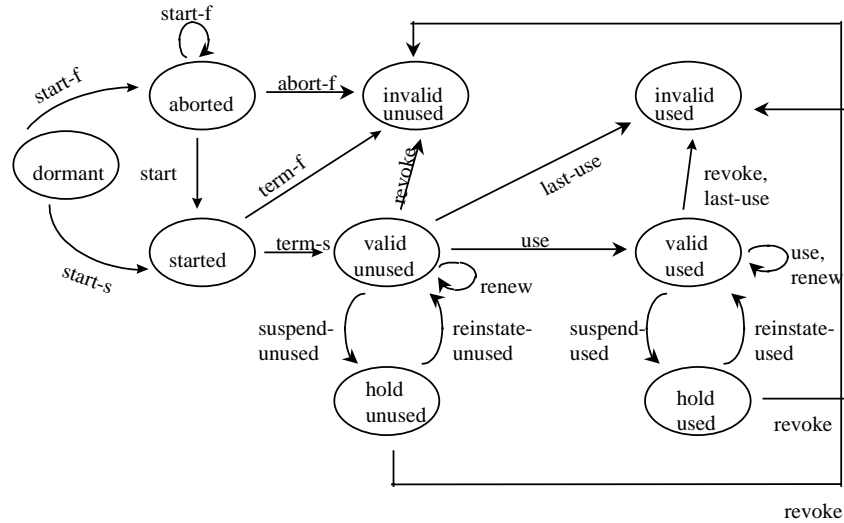 start-f
start-f
aborted
abort-f
invalid
unused
invalid
used
dormant
start
term-f
revoke
last-use
revoke,
last-use
start-s
started
term-s
valid
unused
use
valid
used
use,
renew
renew
suspend-
unused
reinstate-
unused
suspend-
used
reinstate-
used
hold
unused
hold
used
revoke
revoke